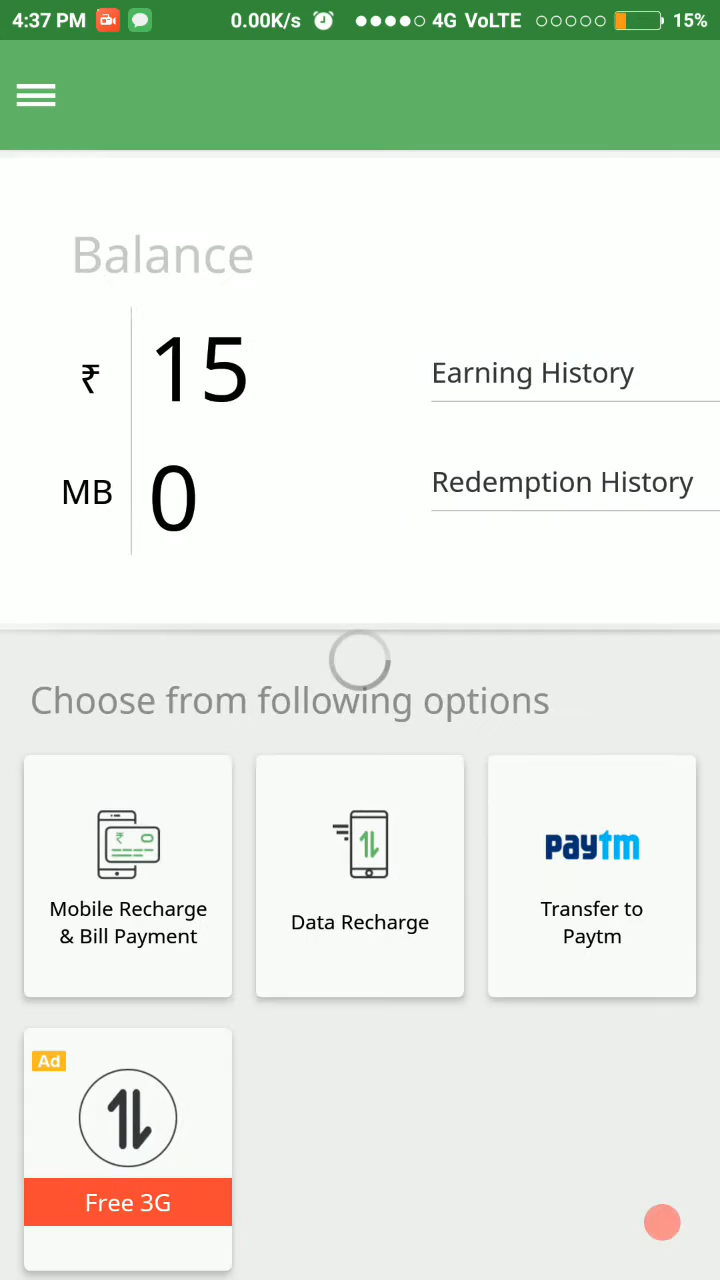 4:37 PM 0.00K/s 4G VoLTE 15%
Balance
₹ 15
Earning History
MB 0
Redemption History
Choose from following options
₹
Mobile Recharge
& Bill Payment
Data Recharge
paytm
Transfer to
Paytm
Ad
Free 3G